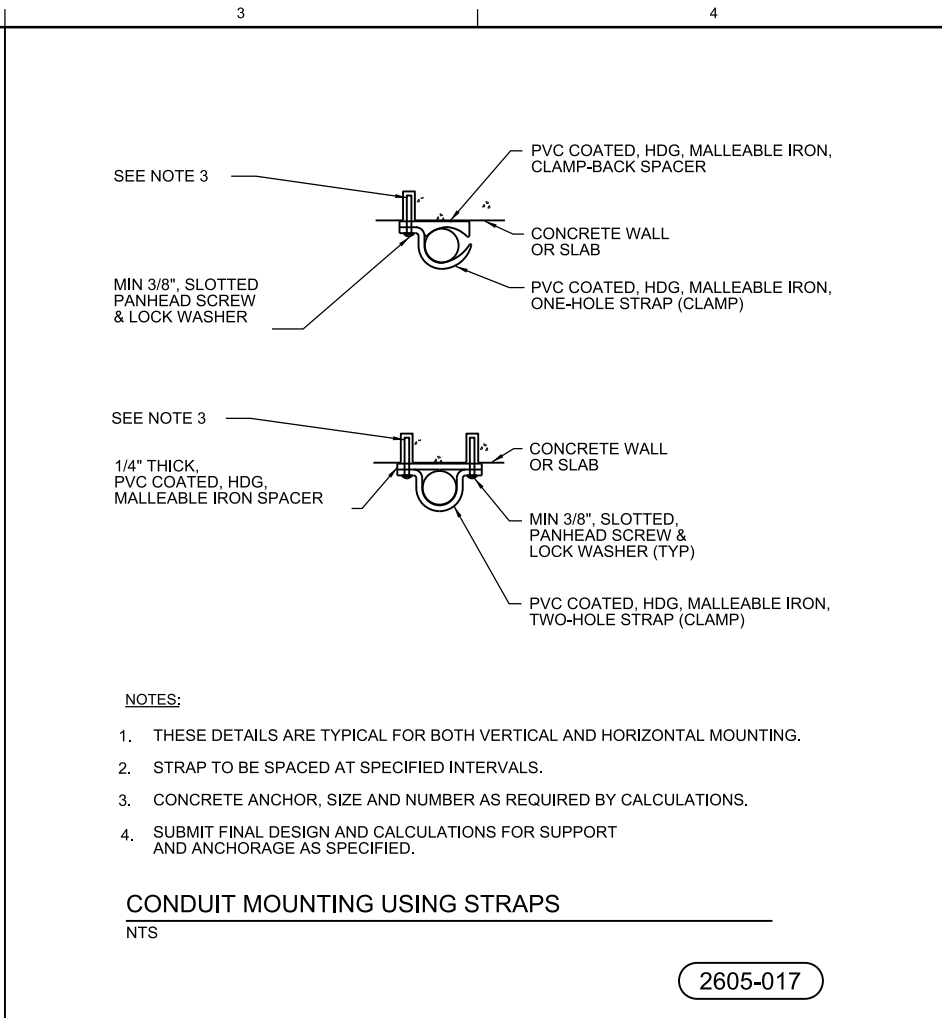 3
4
SEE NOTE 3
PVC COATED, HDG, MALLEABLE IRON,
CLAMP-BACK SPACER
CONCRETE WALL
OR SLAB
MIN 3/8", SLOTTED
PANHEAD SCREW
& LOCK WASHER
PVC COATED, HDG, MALLEABLE IRON,
ONE-HOLE STRAP (CLAMP)
SEE NOTE 3
1/4" THICK,
PVC COATED, HDG,
MALLEABLE IRON SPACER
CONCRETE WALL
OR SLAB
MIN 3/8", SLOTTED,
PANHEAD SCREW &
LOCK WASHER (TYP)
PVC COATED, HDG, MALLEABLE IRON,
TWO-HOLE STRAP (CLAMP)
NOTES:
1. THESE DETAILS ARE TYPICAL FOR BOTH VERTICAL AND HORIZONTAL MOUNTING.
2. STRAP TO BE SPACED AT SPECIFIED INTERVALS.
3. CONCRETE ANCHOR, SIZE AND NUMBER AS REQUIRED BY CALCULATIONS.
4. SUBMIT FINAL DESIGN AND CALCULATIONS FOR SUPPORT
AND ANCHORAGE AS SPECIFIED.
CONDUIT MOUNTING USING STRAPS
NTS
2605-017